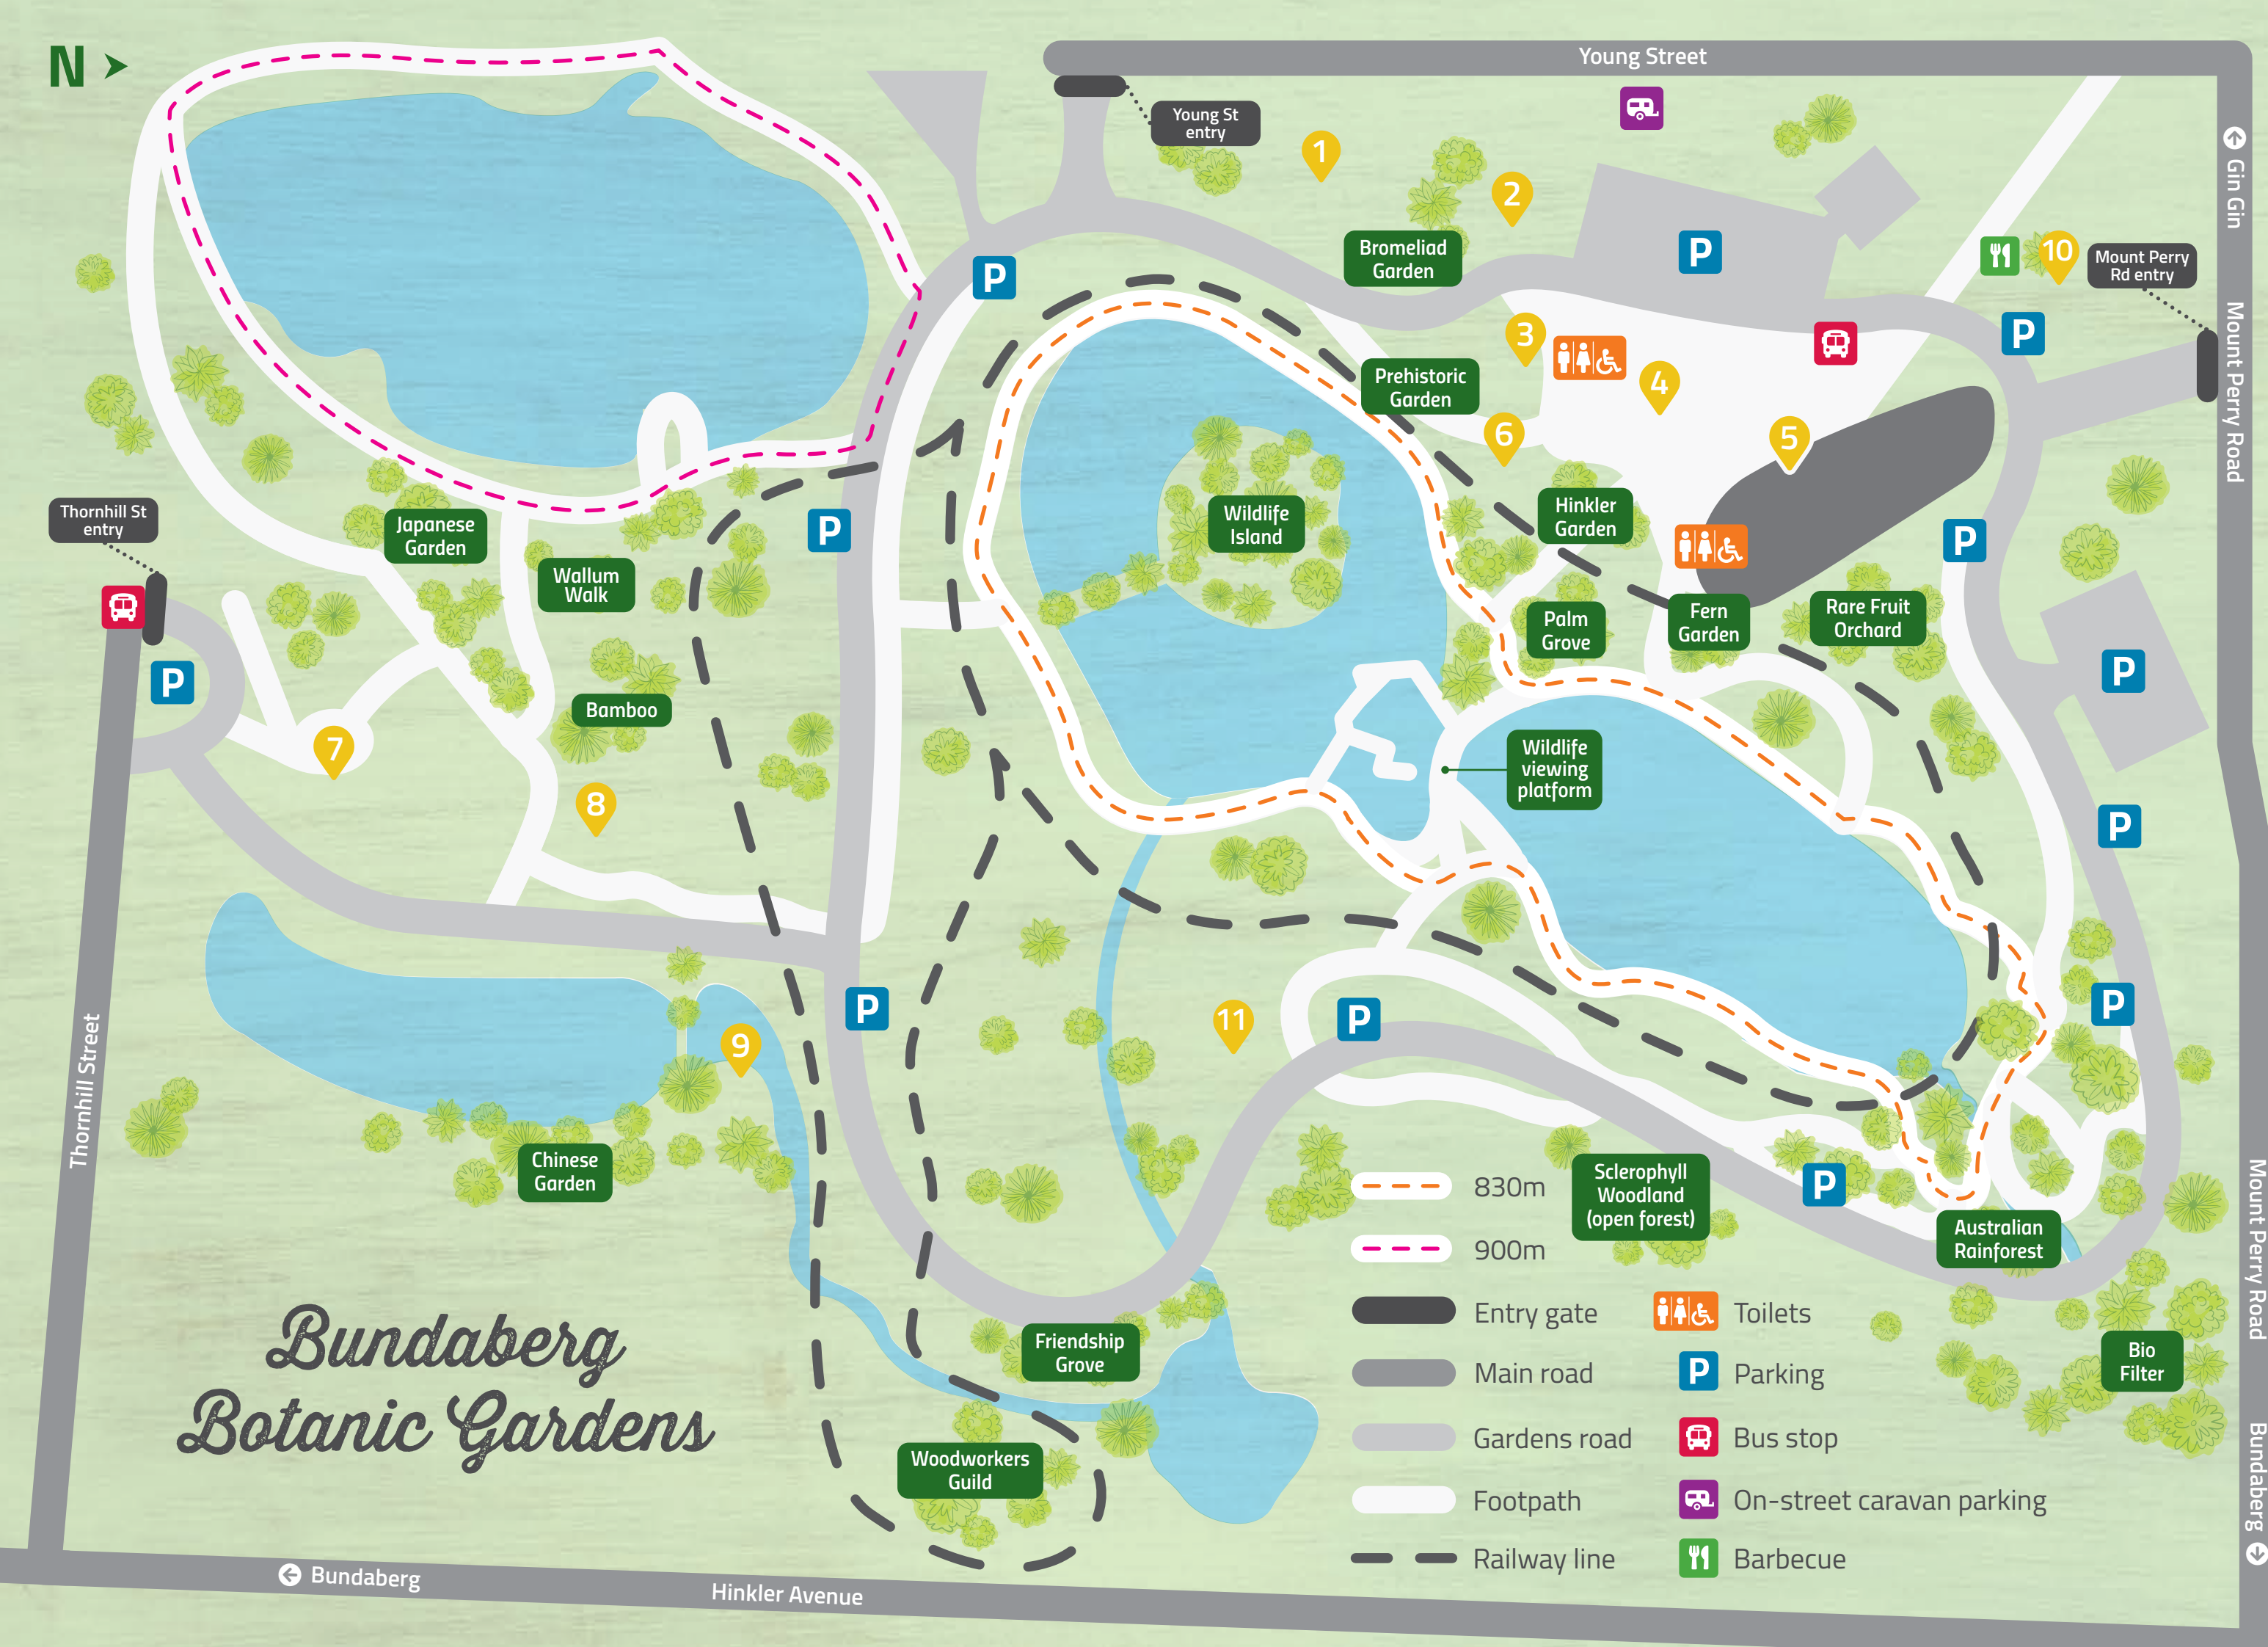 N
Young Street
Young St
entry
1
2
Bromeliad
Garden
P
P
Gin Gin
10
Mount Perry
Rd entry
Mount Perry Road
3
4
P
Prehistoric
Garden
5
6
Thornhill St
entry
Japanese
Garden
P
Wildlife
Island
Hinkler
Garden
P
Wallum
Walk
Palm
Grove
Fern
Garden
Rare Fruit
Orchard
P
P
Bamboo
7
8
Wildlife
viewing
platform
P
P
9
11
P
P
Thornhill Street
Chinese
Garden
830m
Sclerophyll
Woodland
(open forest)
P
Australian
Rainforest
Mount Perry Road
900m
Bundaberg
Botanic Gardens
Friendship
Grove
Bio
Filter
Woodworkers
Guild
Entry gate
Main road
Gardens road
Footpath
Railway line
Toilets
P Parking
Bus stop
On-street caravan parking
Barbecue
Bundaberg
Bundaberg
Hinkler Avenue